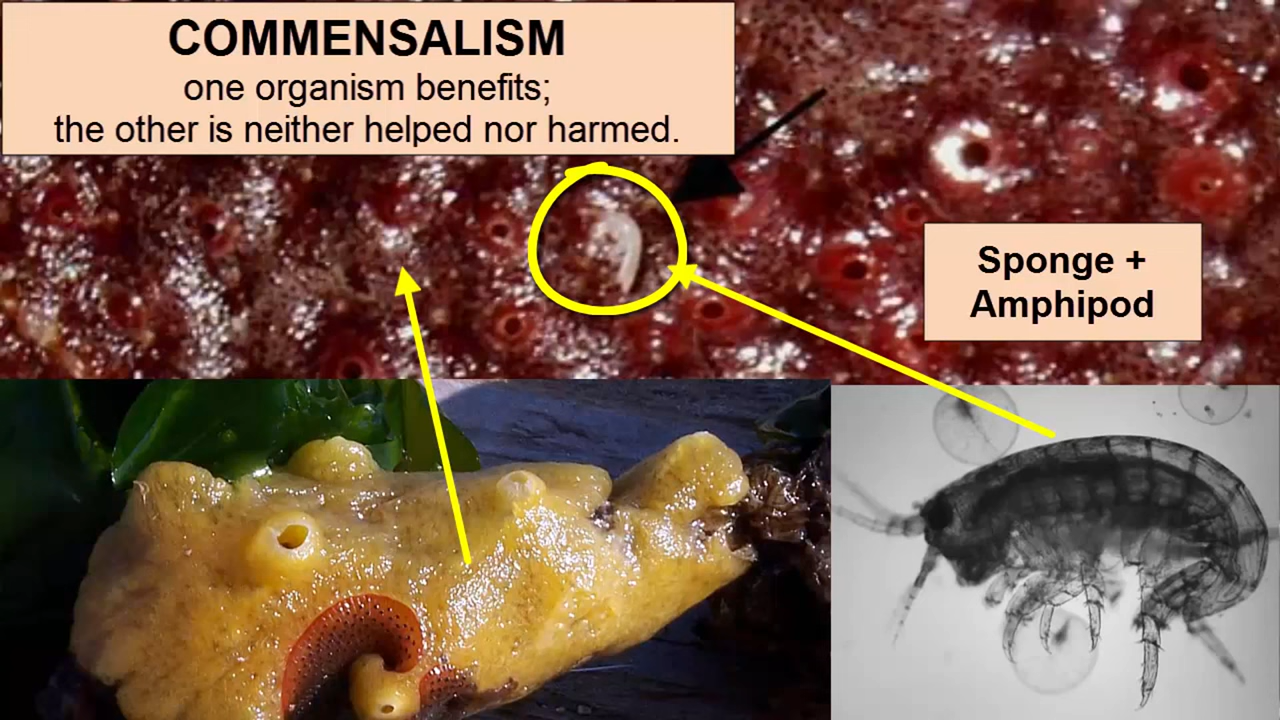 COMMENSALISM
one organism benefits;
the other is neither helped nor harmed.
Sponge +
Amphipod